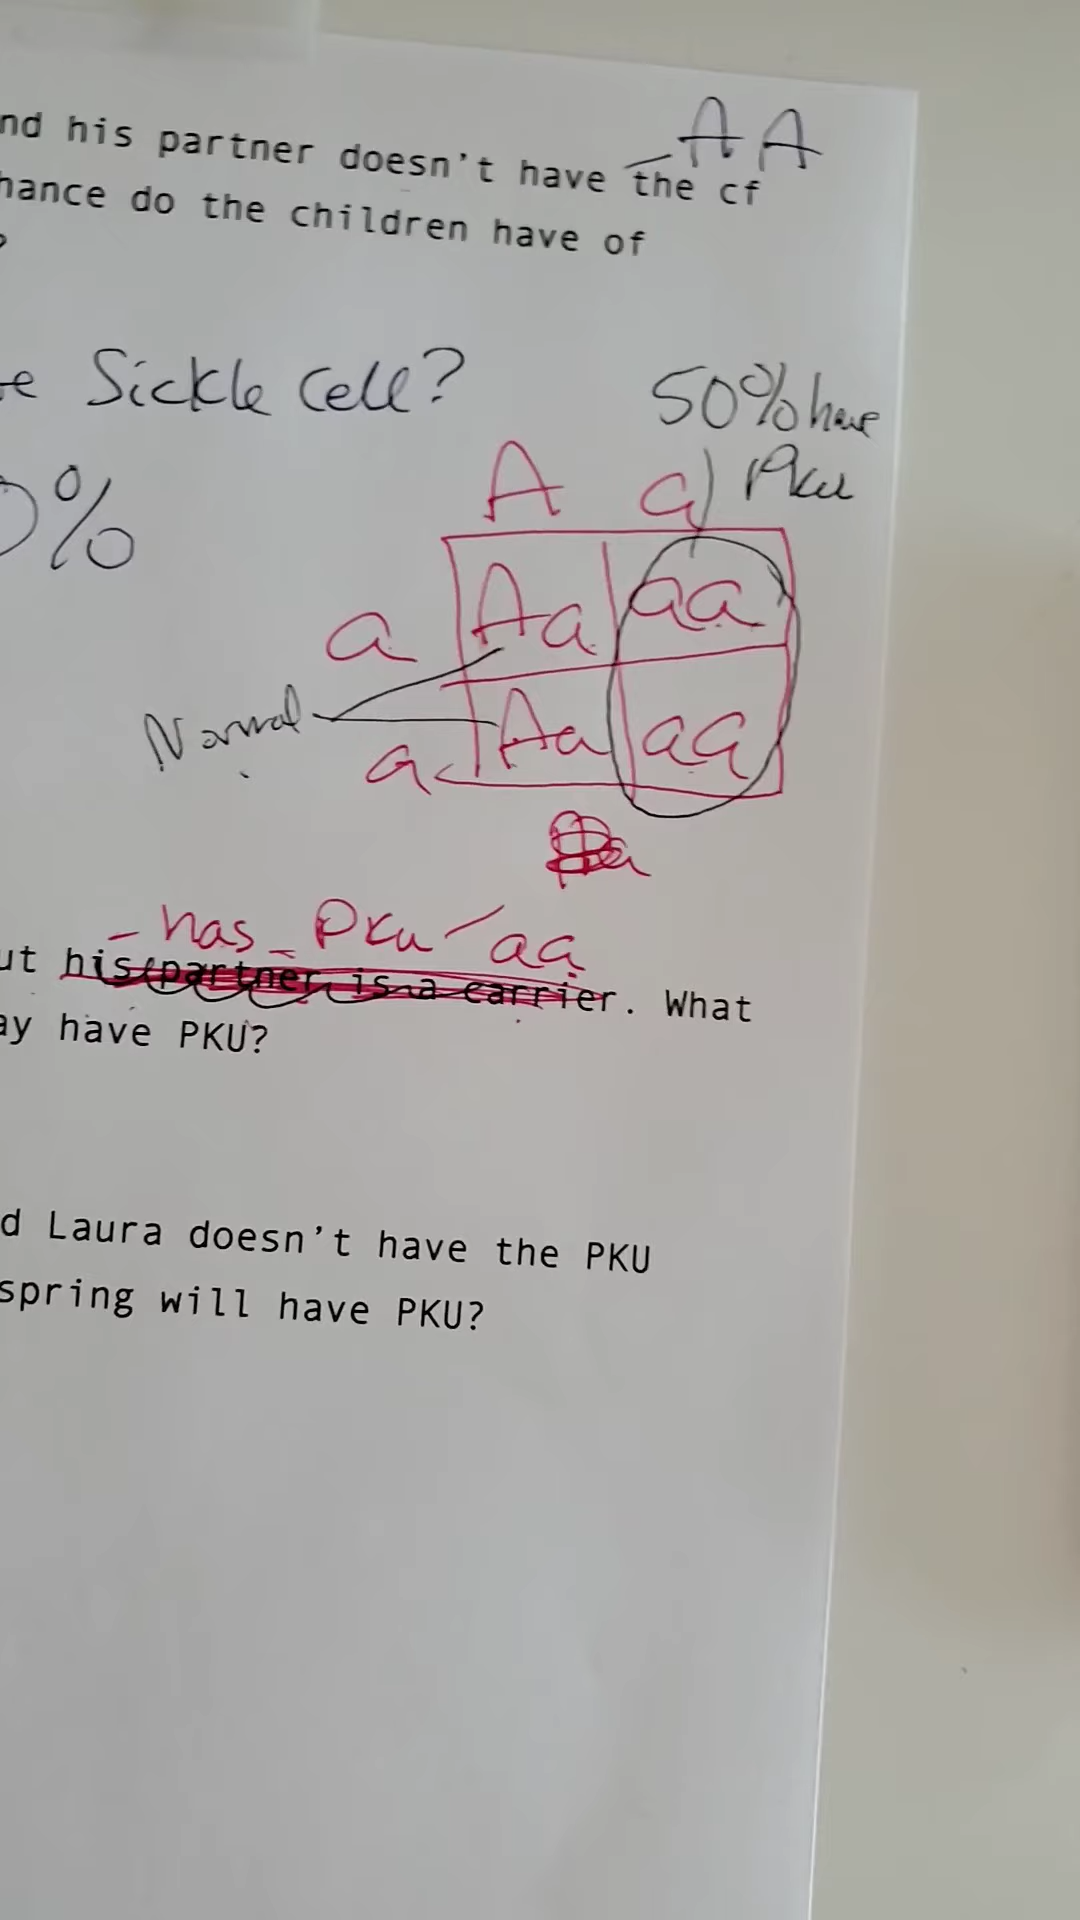 AA
nd his partner doesn't have the cf
hance do the children have of
?
e Sickle Cell?
50% have
PKU
0%
A a
a Aa aa
Normal
a Aa aa
- has - PKU / aa
ut his partner is a carrier. What
ay have PKU?
d Laura doesn't have the PKU
spring will have PKU?